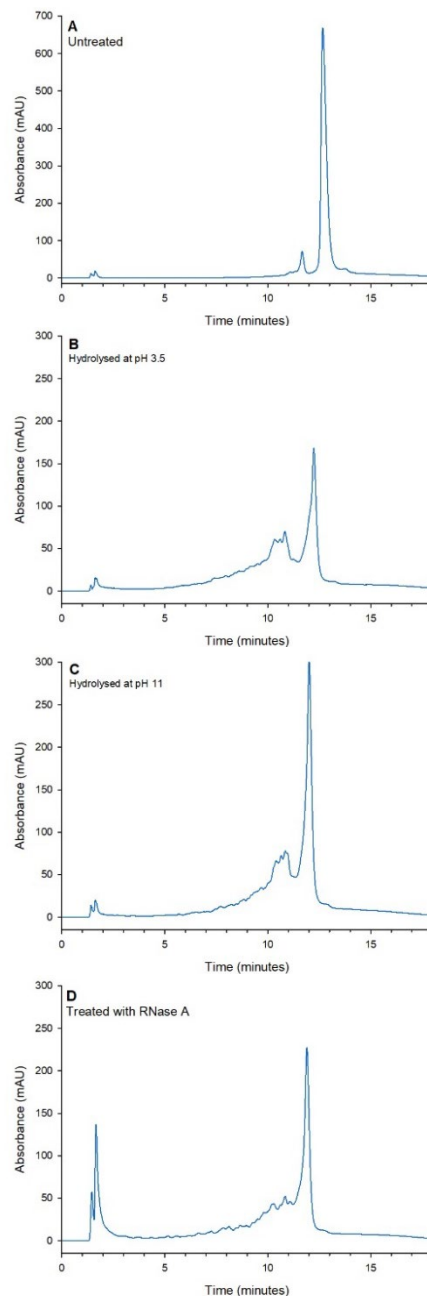 A
Untreated
700
600
500
400
300
200
100
0
Absorbance (mAU)
0 5 10 15
Time (minutes)
B
Hydrolysed at pH 3.5
300
250
200
150
100
50
0
Absorbance (mAU)
0 5 10 15
Time (minutes)
C
Hydrolysed at pH 11
300
250
200
150
100
50
0
Absorbance (mAU)
0 5 10 15
Time (minutes)
D
Treated with RNase A
300
250
200
150
100
50
0
Absorbance (mAU)
0 5 10 15
Time (minutes)